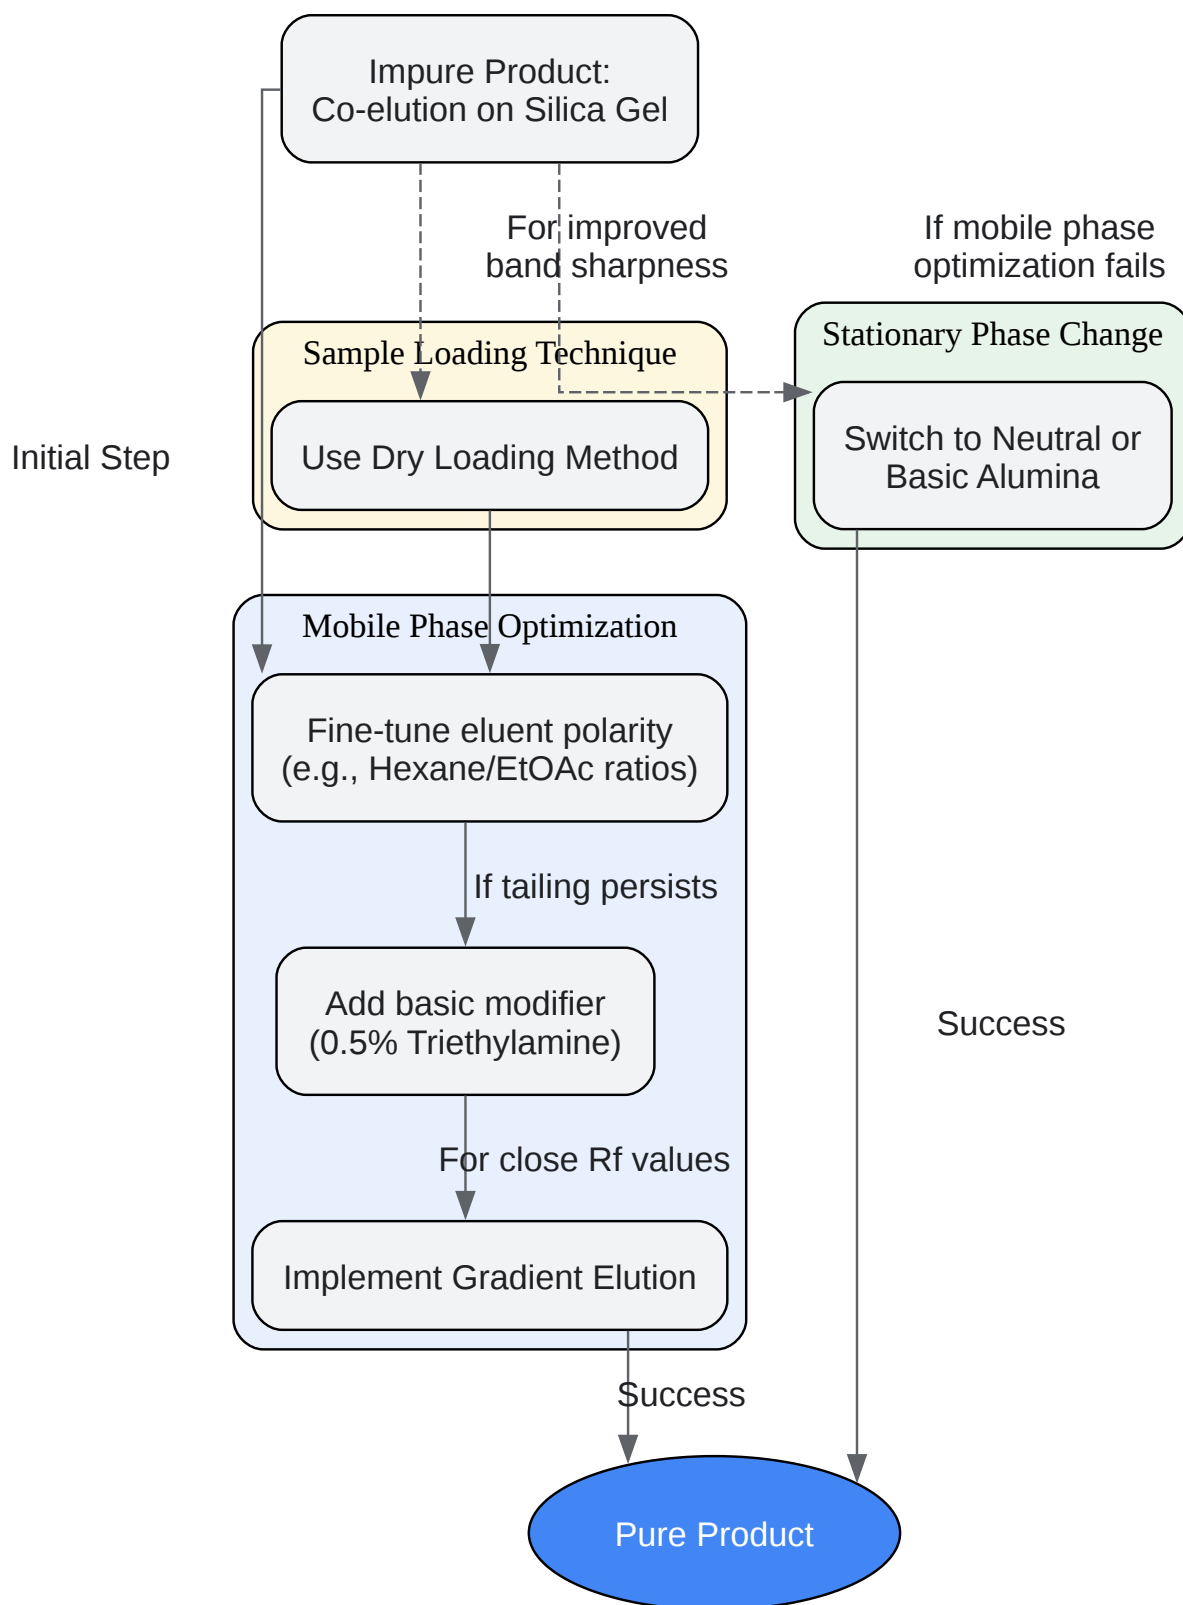 Impure Product:
Co-elution on Silica Gel
For improved
band sharpness
If mobile phase
optimization fails
Sample Loading Technique
Stationary Phase Change
Initial Step
Use Dry Loading Method
Switch to Neutral or
Basic Alumina
Mobile Phase Optimization
Fine-tune eluent polarity
(e.g., Hexane/EtOAc ratios)
If tailing persists
Add basic modifier
(0.5% Triethylamine)
Success
For close Rf values
Implement Gradient Elution
Success
Pure Product